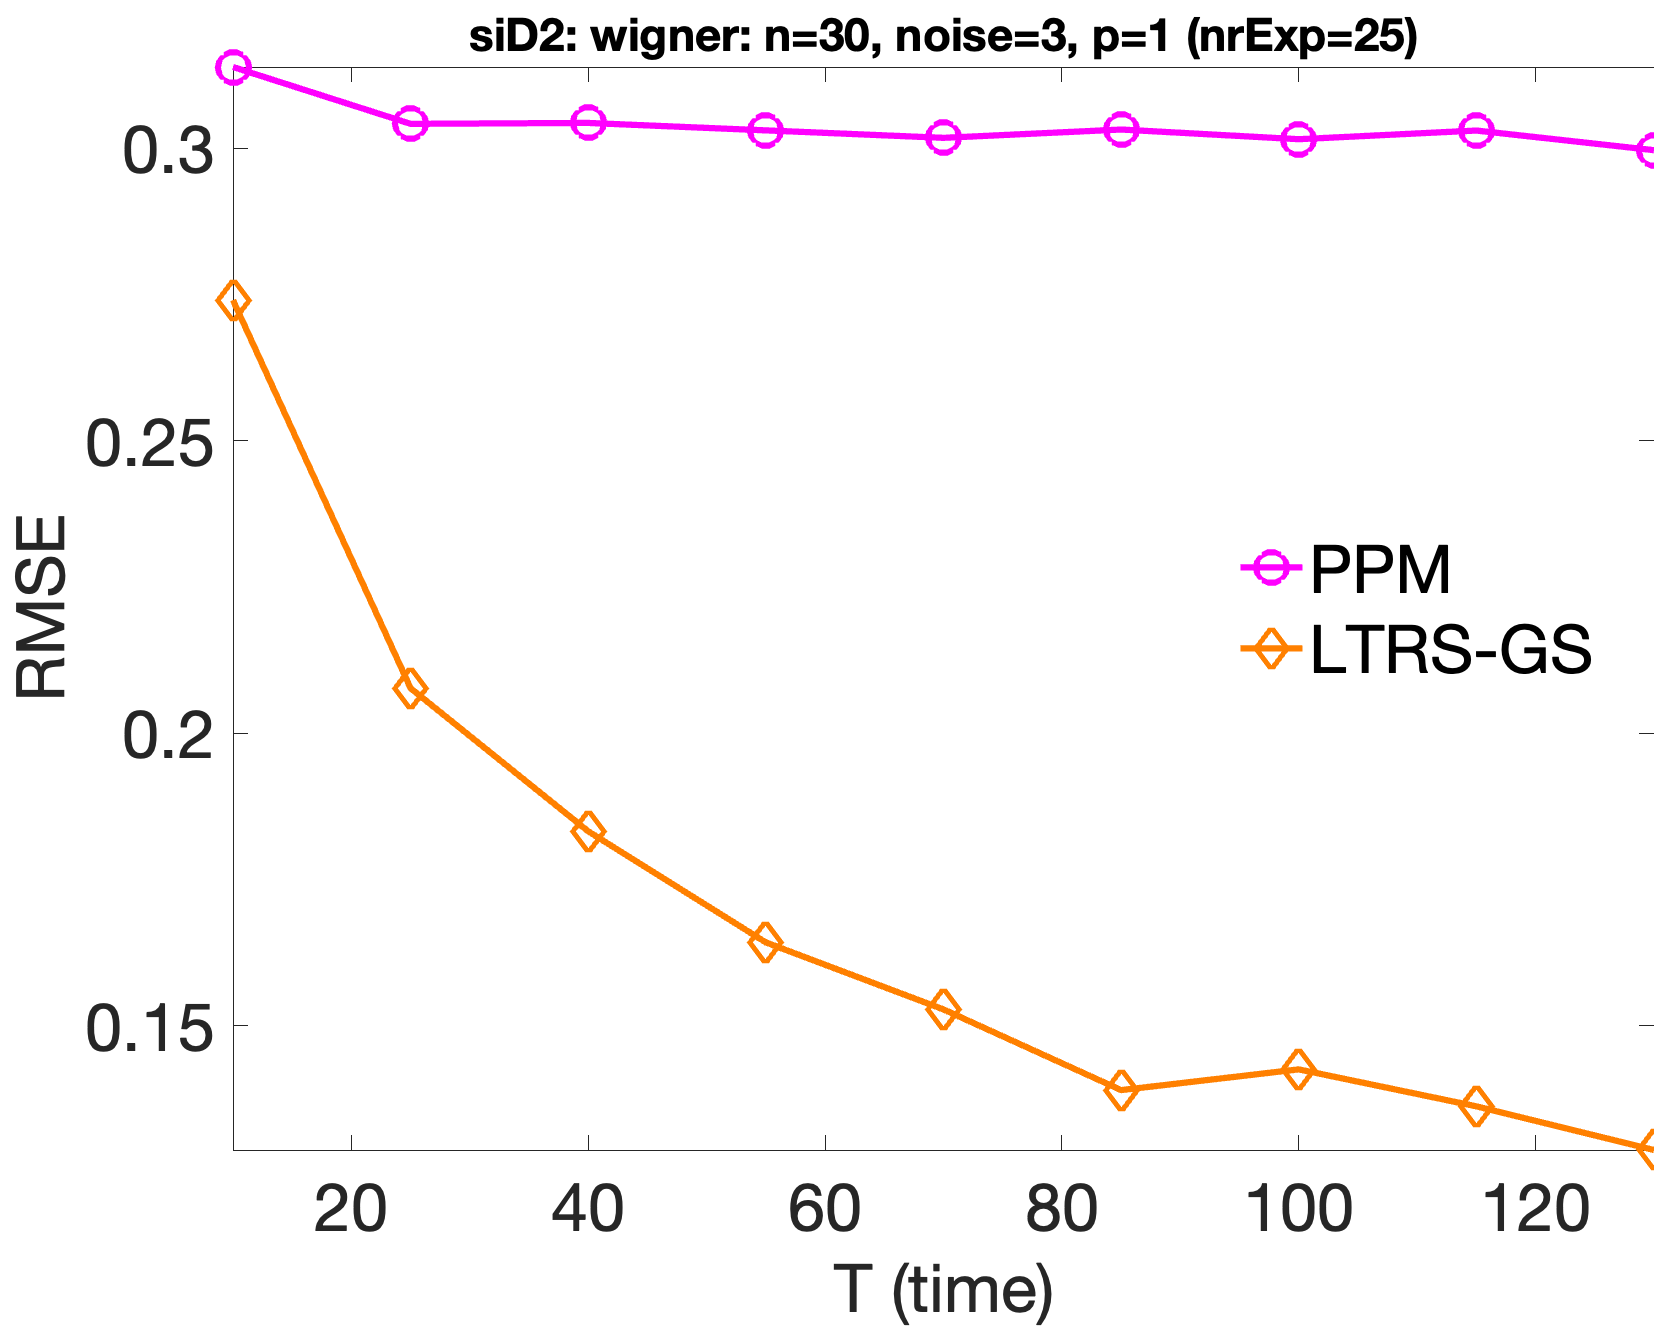 siD2: wigner: n=30, noise=3, p=1 (nrExp=25)
0.3
0.25
0.2
0.15
RMSE
PPM
LTRS-GS
20 40 60 80 100 120
T (time)